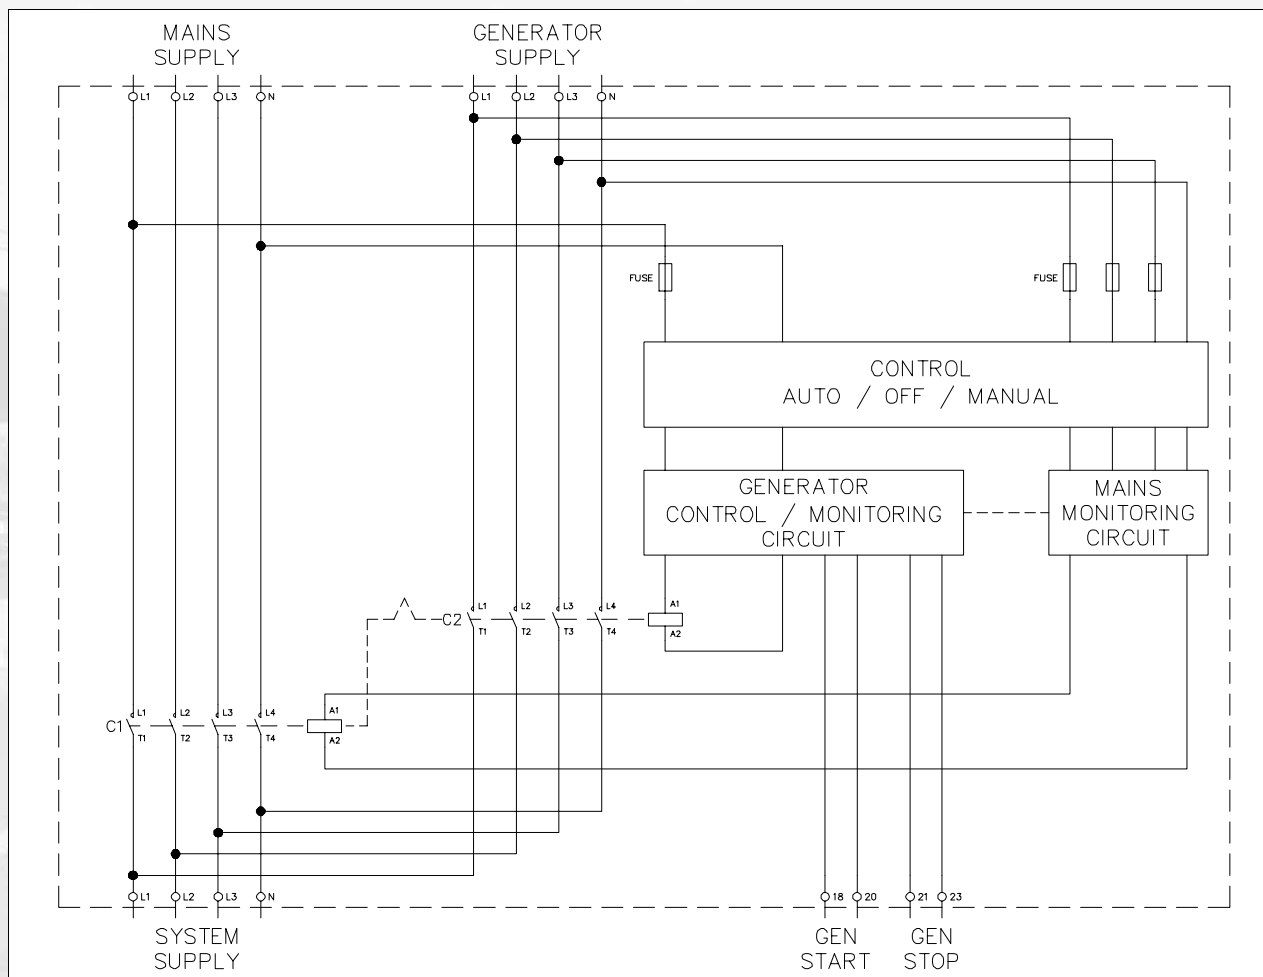 MAINS
SUPPLY
GENERATOR
SUPPLY
L1 L2 L3 N
L1 L2 L3 N
FUSE
FUSE
CONTROL
AUTO / OFF / MANUAL
GENERATOR
CONTROL / MONITORING
CIRCUIT
MAINS
MONITORING
CIRCUIT
C2
L1 L2 L3 L4 A1
T1 T2 T3 T4 A2
C1
L1 L2 L3 L4 A1
T1 T2 T3 T4 A2
L1 L2 L3 N
18 20 21 23
SYSTEM
SUPPLY
GEN
START
GEN
STOP